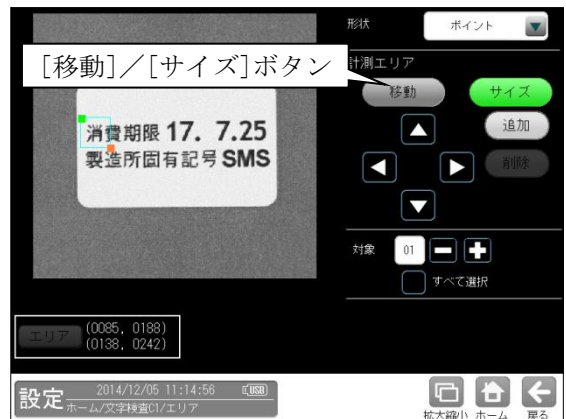 形状 ポイント
[移動]／[サイズ]ボタン
計測エリア
移動 サイズ
追加
削除
消費期限 17. 7.25
製造所固有記号 SMS
対象 01
すべて選択
エリア (0085, 0188)
(0138, 0242)
設定 2014/12/05 11:14:56 USB
ホーム/文字検査01/エリア
拡大縮小 ホーム 戻る